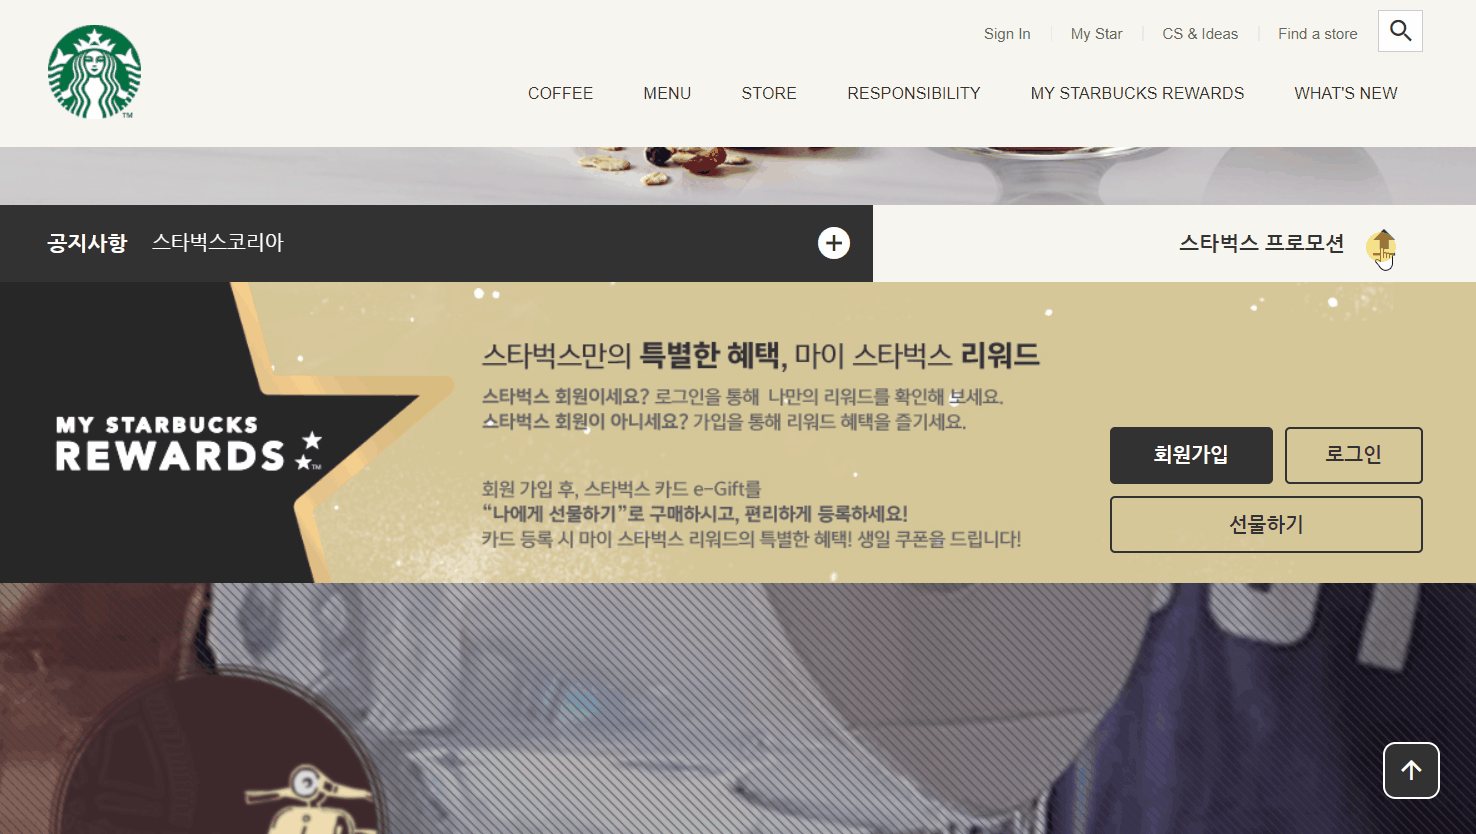 Sign In
My Star
CS & Ideas
Find a store
COFFEE
MENU
STORE
RESPONSIBILITY
MY STARBUCKS REWARDS
WHAT'S NEW
TM
공지사항 스타벅스코리아
스타벅스 프로모션
MY STARBUCKS
REWARDS
TM
스타벅스만의 특별한 혜택, 마이 스타벅스 리워드
스타벅스 회원이세요? 로그인을 통해 나만의 리워드를 확인해 보세요.
스타벅스 회원이 아니세요? 가입을 통해 리워드 혜택을 즐기세요.
회원 가입 후, 스타벅스 카드 e-Gift를
“나에게 선물하기”로 구매하시고, 편리하게 등록하세요!
카드 등록 시 마이 스타벅스 리워드의 특별한 혜택! 생일 쿠폰을 드립니다!
회원가입
로그인
선물하기